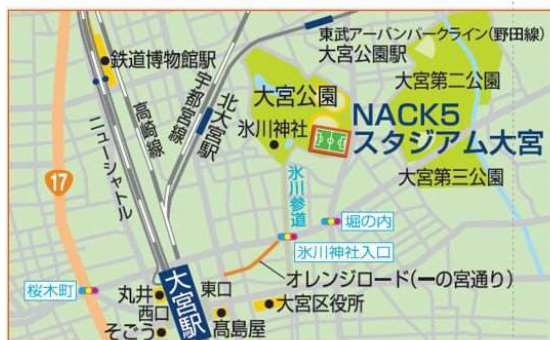 東武アーバンパークライン(野田線)
大宮公園駅
鉄道博物館駅
大宮第二公園
大宮公園
宇都宮線
北大宮駅
高崎線
NACK5
スタジアム大宮
氷川神社
ニューシャトル
大宮第三公園
17
氷川参道
堀の内
氷川神社入口
オレンジロード(一の宮通り)
桜木町
大宮駅
丸井
東口
西口
大宮区役所
髙島屋
そごう